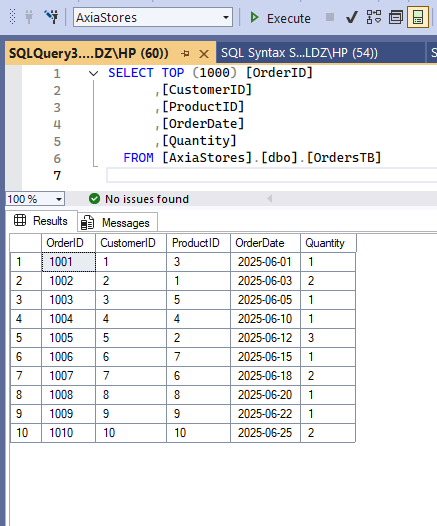 AxiaStores Execute
SQLQuery3....DZ\HP (60)) SQL Syntax S...LDZ\HP (54))
1 SELECT TOP (1000) [OrderID]
2 ,[CustomerID]
3 ,[ProductID]
4 ,[OrderDate]
5 ,[Quantity]
6 FROM [AxiaStores].[dbo].[OrdersTB]
7
100 % No issues found
Results Messages
OrderID CustomerID ProductID OrderDate Quantity
1 1001 1 3 2025-06-01 1
2 1002 2 1 2025-06-03 2
3 1003 3 5 2025-06-05 1
4 1004 4 4 2025-06-10 1
5 1005 5 2 2025-06-12 3
6 1006 6 7 2025-06-15 1
7 1007 7 6 2025-06-18 2
8 1008 8 8 2025-06-20 1
9 1009 9 9 2025-06-22 1
10 1010 10 10 2025-06-25 2